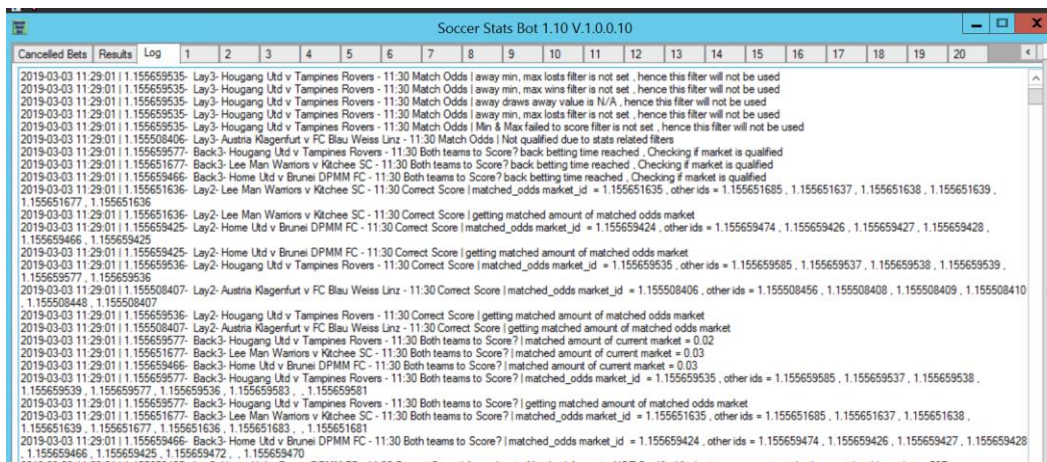 Soccer Stats Bot 1.10 V.1.0.0.10
Cancelled Bets Results Log 1 2 3 4 5 6 7 8 9 10 11 12 13 14 15 16 17 18 19 20
2019-03-03 11:29:01 | 1.155659535- Lay3- Hougang Utd v Tampines Rovers - 11:30 Match Odds | away min, max losts filter is not set , hence this filter will not be used
2019-03-03 11:29:01 | 1.155659535- Lay3- Hougang Utd v Tampines Rovers - 11:30 Match Odds | away min, max wins filter is not set , hence this filter will not be used
2019-03-03 11:29:01 | 1.155659535- Lay3- Hougang Utd v Tampines Rovers - 11:30 Match Odds | away draws away value is N/A , hence this filter will not be used
2019-03-03 11:29:01 | 1.155659535- Lay3- Hougang Utd v Tampines Rovers - 11:30 Match Odds | away min, max losts filter is not set , hence this filter will not be used
2019-03-03 11:29:01 | 1.155659535- Lay3- Hougang Utd v Tampines Rovers - 11:30 Match Odds | Min & Max failed to score filter is not set , hence this filter will not be used
2019-03-03 11:29:01 | 1.155508406- Lay3- Austria Klagenfurt v FC Blau Weiss Linz - 11:30 Match Odds | Not qualified due to stats related filters
2019-03-03 11:29:01 | 1.155659577- Back3- Hougang Utd v Tampines Rovers - 11:30 Both teams to Score? back betting time reached , Checking if market is qualified
2019-03-03 11:29:01 | 1.155651677- Back3- Lee Man Warriors v Kitchee SC - 11:30 Both teams to Score? back betting time reached , Checking if market is qualified
2019-03-03 11:29:01 | 1.155659466- Back3- Home Utd v Brunei DPMM FC - 11:30 Both teams to Score? back betting time reached , Checking if market is qualified
2019-03-03 11:29:01 | 1.155651636- Lay2- Lee Man Warriors v Kitchee SC - 11:30 Correct Score | matched_odds market_id = 1.155651635 , other ids = 1.155651685 , 1.155651637 , 1.155651638 , 1.155651639 ,
1.155651677 , 1.155651636
2019-03-03 11:29:01 | 1.155651636- Lay2- Lee Man Warriors v Kitchee SC - 11:30 Correct Score | getting matched amount of matched odds market
2019-03-03 11:29:01 | 1.155659425- Lay2- Home Utd v Brunei DPMM FC - 11:30 Correct Score | matched_odds market_id = 1.155659424 , other ids = 1.155659474 , 1.155659426 , 1.155659427 , 1.155659428 ,
1.155659466 , 1.155659425
2019-03-03 11:29:01 | 1.155659425- Lay2- Home Utd v Brunei DPMM FC - 11:30 Correct Score | getting matched amount of matched odds market
2019-03-03 11:29:01 | 1.155659536- Lay2- Hougang Utd v Tampines Rovers - 11:30 Correct Score | matched_odds market_id = 1.155659535 , other ids = 1.155659585 , 1.155659537 , 1.155659538 , 1.155659539 ,
1.155659577 , 1.155659536
2019-03-03 11:29:01 | 1.155508407- Lay2- Austria Klagenfurt v FC Blau Weiss Linz - 11:30 Correct Score | matched_odds market_id = 1.155508406 , other ids = 1.155508456 , 1.155508408 , 1.155508409 , 1.155508410
, 1.155508448 , 1.155508407
2019-03-03 11:29:01 | 1.155659536- Lay2- Hougang Utd v Tampines Rovers - 11:30 Correct Score | getting matched amount of matched odds market
2019-03-03 11:29:01 | 1.155508407- Lay2- Austria Klagenfurt v FC Blau Weiss Linz - 11:30 Correct Score | getting matched amount of matched odds market
2019-03-03 11:29:01 | 1.155659577- Back3- Hougang Utd v Tampines Rovers - 11:30 Both teams to Score? | matched amount of current market = 0.02
2019-03-03 11:29:01 | 1.155651677- Back3- Lee Man Warriors v Kitchee SC - 11:30 Both teams to Score? | matched amount of current market = 0.03
2019-03-03 11:29:01 | 1.155659466- Back3- Home Utd v Brunei DPMM FC - 11:30 Both teams to Score? | matched amount of current market = 0.03
2019-03-03 11:29:01 | 1.155659577- Back3- Hougang Utd v Tampines Rovers - 11:30 Both teams to Score? | matched_odds market_id = 1.155659535 , other ids = 1.155659585 , 1.155659537 , 1.155659538 ,
1.155659539 , 1.155659577 , 1.155659536 , 1.155659583 , , 1.155659581
2019-03-03 11:29:01 | 1.155659577- Back3- Hougang Utd v Tampines Rovers - 11:30 Both teams to Score? | getting matched amount of matched odds market
2019-03-03 11:29:01 | 1.155651677- Back3- Lee Man Warriors v Kitchee SC - 11:30 Both teams to Score? | matched_odds market_id = 1.155651635 , other ids = 1.155651685 , 1.155651637 , 1.155651638 ,
1.155651639 , 1.155651677 , 1.155651636 , 1.155651683 , , 1.155651681
2019-03-03 11:29:01 | 1.155659466- Back3- Home Utd v Brunei DPMM FC - 11:30 Both teams to Score? | matched_odds market_id = 1.155659424 , other ids = 1.155659474 , 1.155659426 , 1.155659427 , 1.155659428
, 1.155659466 , 1.155659425 , 1.155659472 , , 1.155659470